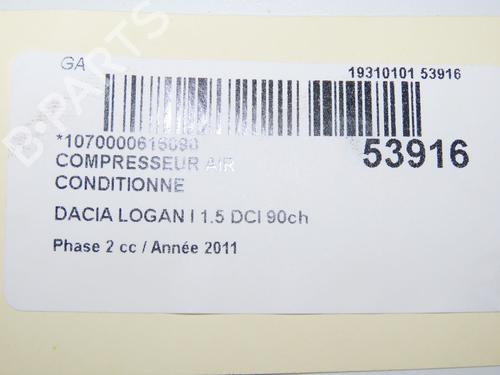 GA
19310101 53916
*1070000616090
53916
COMPRESSEUR AIR
CONDITIONNE
DACIA LOGAN I 1.5 DCI 90ch
Phase 2 cc / Année 2011
B-PARTS